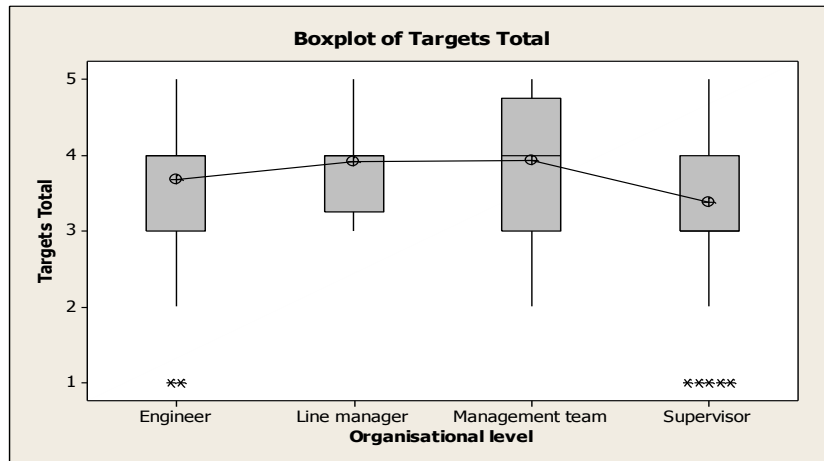 Boxplot of Targets Total
Targets Total
5
4
3
2
1
Engineer Line manager Management team Supervisor
Organisational level